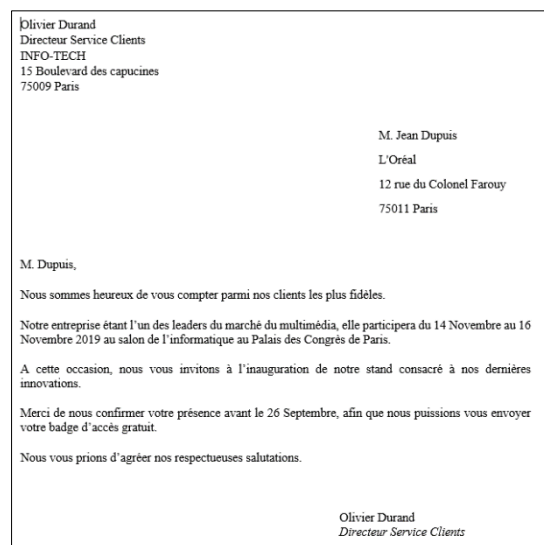 Olivier Durand
Directeur Service Clients
INFO-TECH
15 Boulevard des capucines
75009 Paris
M. Jean Dupuis
L'Oréal
12 rue du Colonel Farouy
75011 Paris
M. Dupuis,
Nous sommes heureux de vous compter parmi nos clients les plus fidèles.
Notre entreprise étant l'un des leaders du marché du multimédia, elle participera du 14 Novembre au 16
Novembre 2019 au salon de l'informatique au Palais des Congrès de Paris.
A cette occasion, nous vous invitons à l'inauguration de notre stand consacré à nos dernières
innovations.
Merci de nous confirmer votre présence avant le 26 Septembre, afin que nous puissions vous envoyer
votre badge d'accès gratuit.
Nous vous prions d'agréer nos respectueuses salutations.
Olivier Durand
Directeur Service Clients